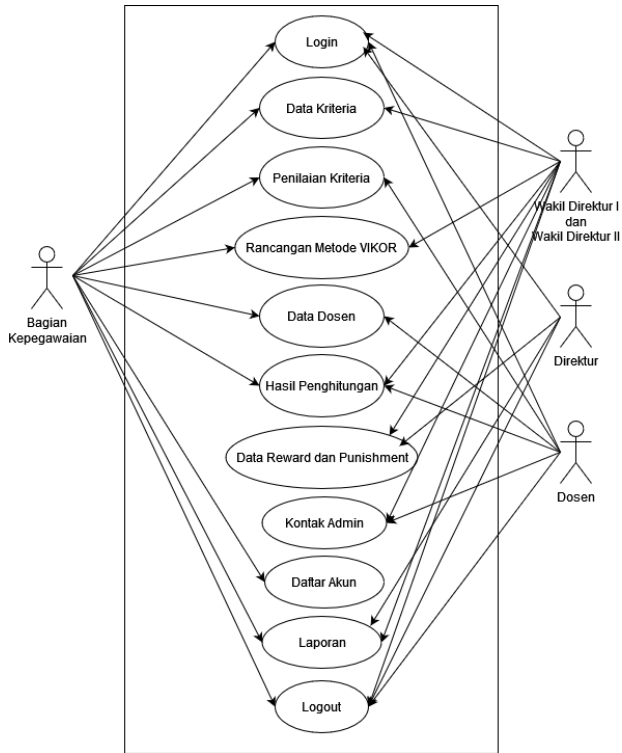 Login
Data Kriteria
Penilaian Kriteria
Rancangan Metode VIKOR
Data Dosen
Hasil Penghitungan
Data Reward dan Punishment
Kontak Admin
Daftar Akun
Laporan
Logout
Bagian
Kepegawaian
Wakil Direktur I
dan
Wakil Direktur II
Direktur
Dosen